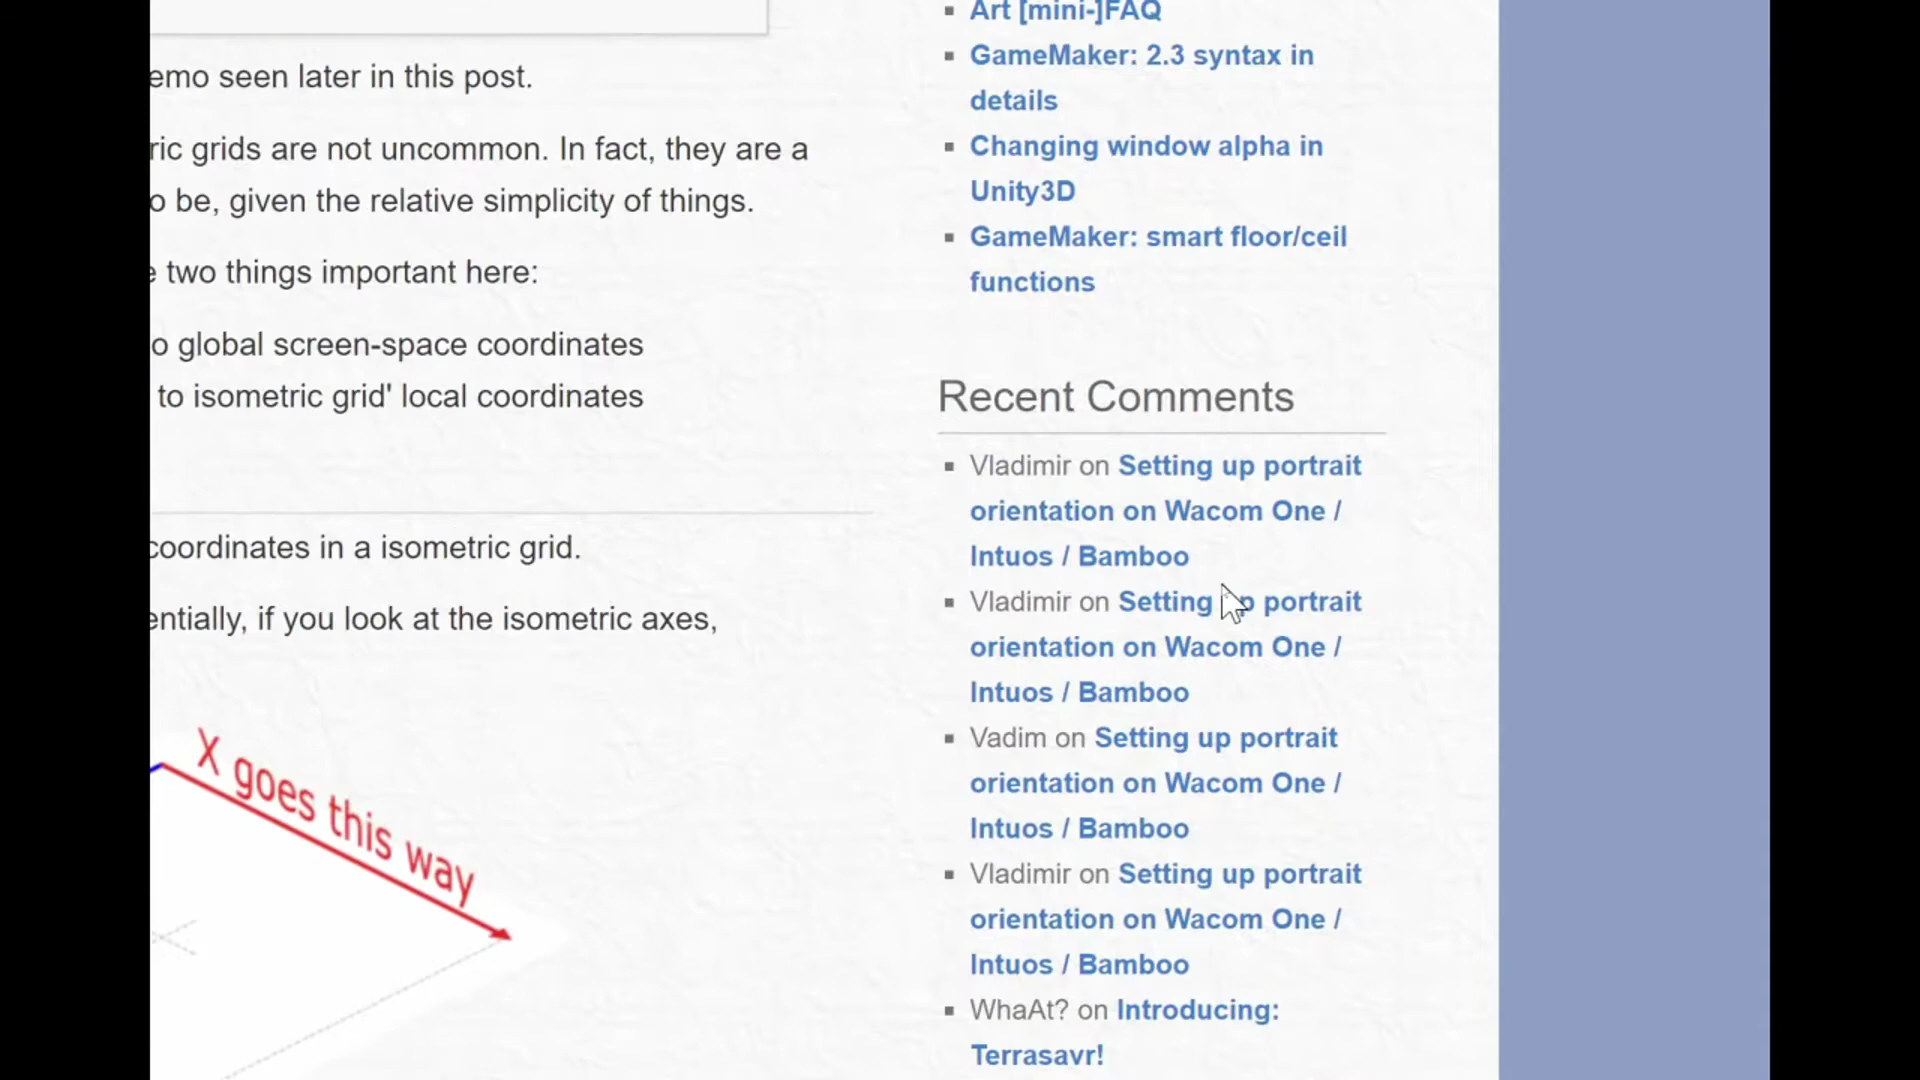 emo seen later in this post.
ric grids are not uncommon. In fact, they are a
o be, given the relative simplicity of things.
e two things important here:
o global screen-space coordinates
to isometric grid' local coordinates
coordinates in a isometric grid.
entially, if you look at the isometric axes,
X goes this way
Art [mini-]FAQ
GameMaker: 2.3 syntax in
details
Changing window alpha in
Unity3D
GameMaker: smart floor/ceil
functions
Recent Comments
Vladimir on Setting up portrait
orientation on Wacom One /
Intuos / Bamboo
Vladimir on Setting up portrait
orientation on Wacom One /
Intuos / Bamboo
Vadim on Setting up portrait
orientation on Wacom One /
Intuos / Bamboo
Vladimir on Setting up portrait
orientation on Wacom One /
Intuos / Bamboo
WhaAt? on Introducing:
Terrasavr!